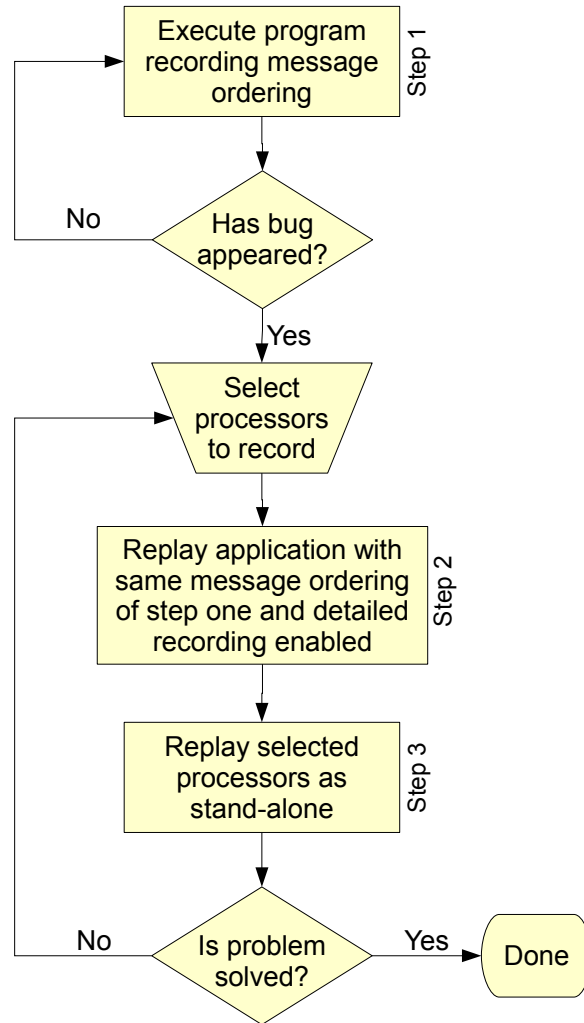 Execute program
recording message
ordering
Step 1
Has bug
appeared?
No
Yes
Select
processors
to record
Replay application with
same message ordering
of step one and detailed
recording enabled
Step 2
Replay selected
processors as
stand-alone
Step 3
Is problem
solved?
No
Yes
Done